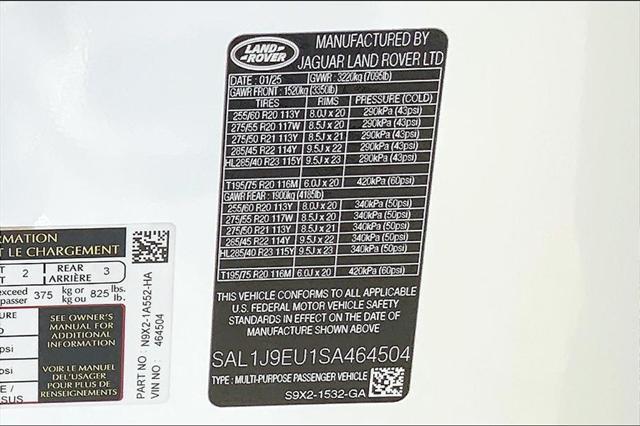 LAND ROVER
MANUFACTURED BY
JAGUAR LAND ROVER LTD
DATE : 01/25 GVWR : 3220kg (7095lb)
GAWR FRONT : 1520kg (3350lb)
TIRES RIMS PRESSURE (COLD)
255/60 R20 113Y 8.0J x 20 290kPa (43psi)
275/55 R20 117W 8.5J x 20 290kPa (43psi)
275/50 R21 113Y 8.5J x 21 290kPa (43psi)
285/45 R22 114Y 9.5J x 22 290kPa (43psi)
HL285/40 R23 115Y 9.5J x 23 290kPa (43psi)
T195/75 R20 116M 6.0J x 20 420kPa (60psi)
GAWR REAR : 1900kg (4185lb)
255/60 R20 113Y 8.0J x 20 340kPa (50psi)
275/55 R20 117W 8.5J x 20 340kPa (50psi)
275/50 R21 113Y 8.5J x 21 340kPa (50psi)
285/45 R22 114Y 9.5J x 22 340kPa (50psi)
HL285/40 R23 115Y 9.5J x 23 340kPa (50psi)
T195/75 R20 116M 6.0J x 20 420kPa (60psi)
THIS VEHICLE CONFORMS TO ALL APPLICABLE
U.S. FEDERAL MOTOR VEHICLE SAFETY
STANDARDS IN EFFECT ON THE DATE OF
MANUFACTURE SHOWN ABOVE.
SAL1J9EU1SA464504
TYPE : MULTI-PURPOSE PASSENGER VEHICLE
S9X2-1532-GA
RMATION
T LE CHARGEMENT
T 2 REAR 3
ARRIÈRE
exceed 375 kg or 825 lbs.
passer kg ou lb.
SEE OWNER'S
MANUAL FOR
ADDITIONAL
INFORMATION
VOIR LE MANUEL
DE L'USAGER
POUR PLUS DE
RENSEIGNEMENTS
psi
psi
E /
SUS
PART NO : N9X2-1A552-HA
VIN NO : 464504